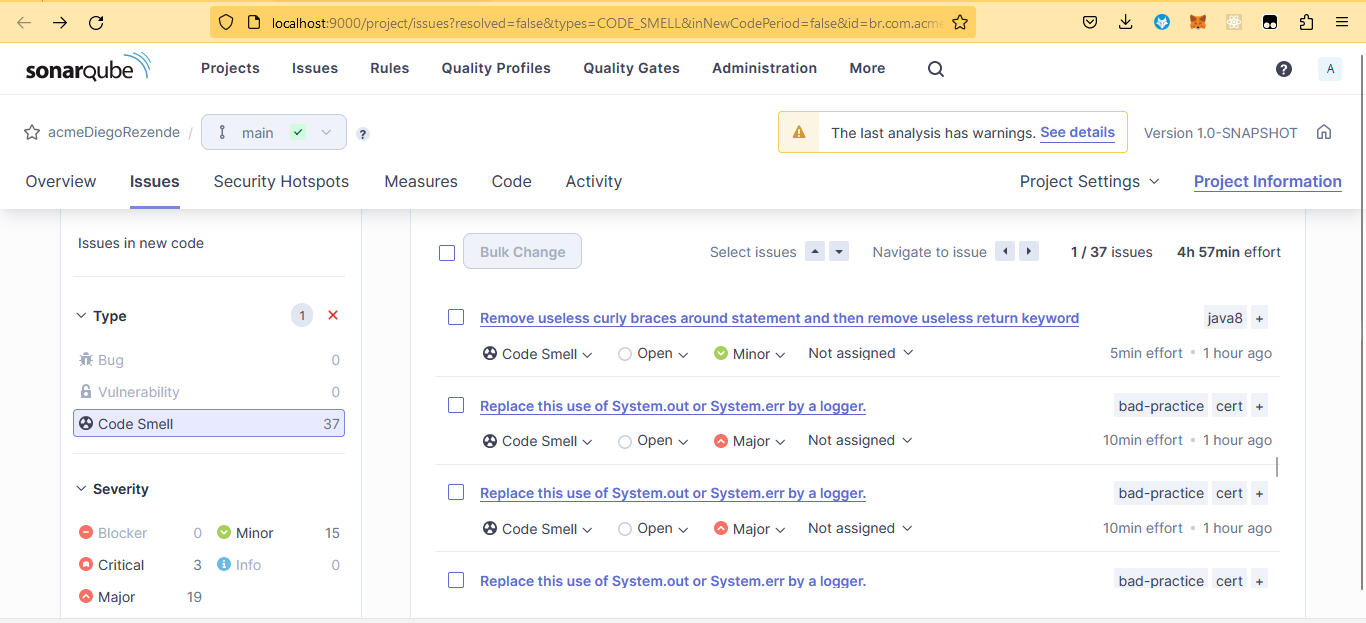 localhost:9000/project/issues?resolved=false&types=CODE_SMELL&inNewCodePeriod=false&id=br.com.acme
sonarqube Projects Issues Rules Quality Profiles Quality Gates Administration More ? A
acmeDiegoRezende / main ? The last analysis has warnings. See details Version 1.0-SNAPSHOT
Overview Issues Security Hotspots Measures Code Activity Project Settings Project Information
Issues in new code
Type 1
Bug 0
Vulnerability 0
Code Smell 37
Severity
Blocker 0 Minor 15
Critical 3 Info 0
Major 19
Bulk Change Select issues Navigate to issue 1 / 37 issues 4h 57min effort
Remove useless curly braces around statement and then remove useless return keyword java8 +
Code Smell Open Minor Not assigned 5min effort • 1 hour ago
Replace this use of System.out or System.err by a logger. bad-practice cert +
Code Smell Open Major Not assigned 10min effort • 1 hour ago
Replace this use of System.out or System.err by a logger. bad-practice cert +
Code Smell Open Major Not assigned 10min effort • 1 hour ago
Replace this use of System.out or System.err by a logger. bad-practice cert +